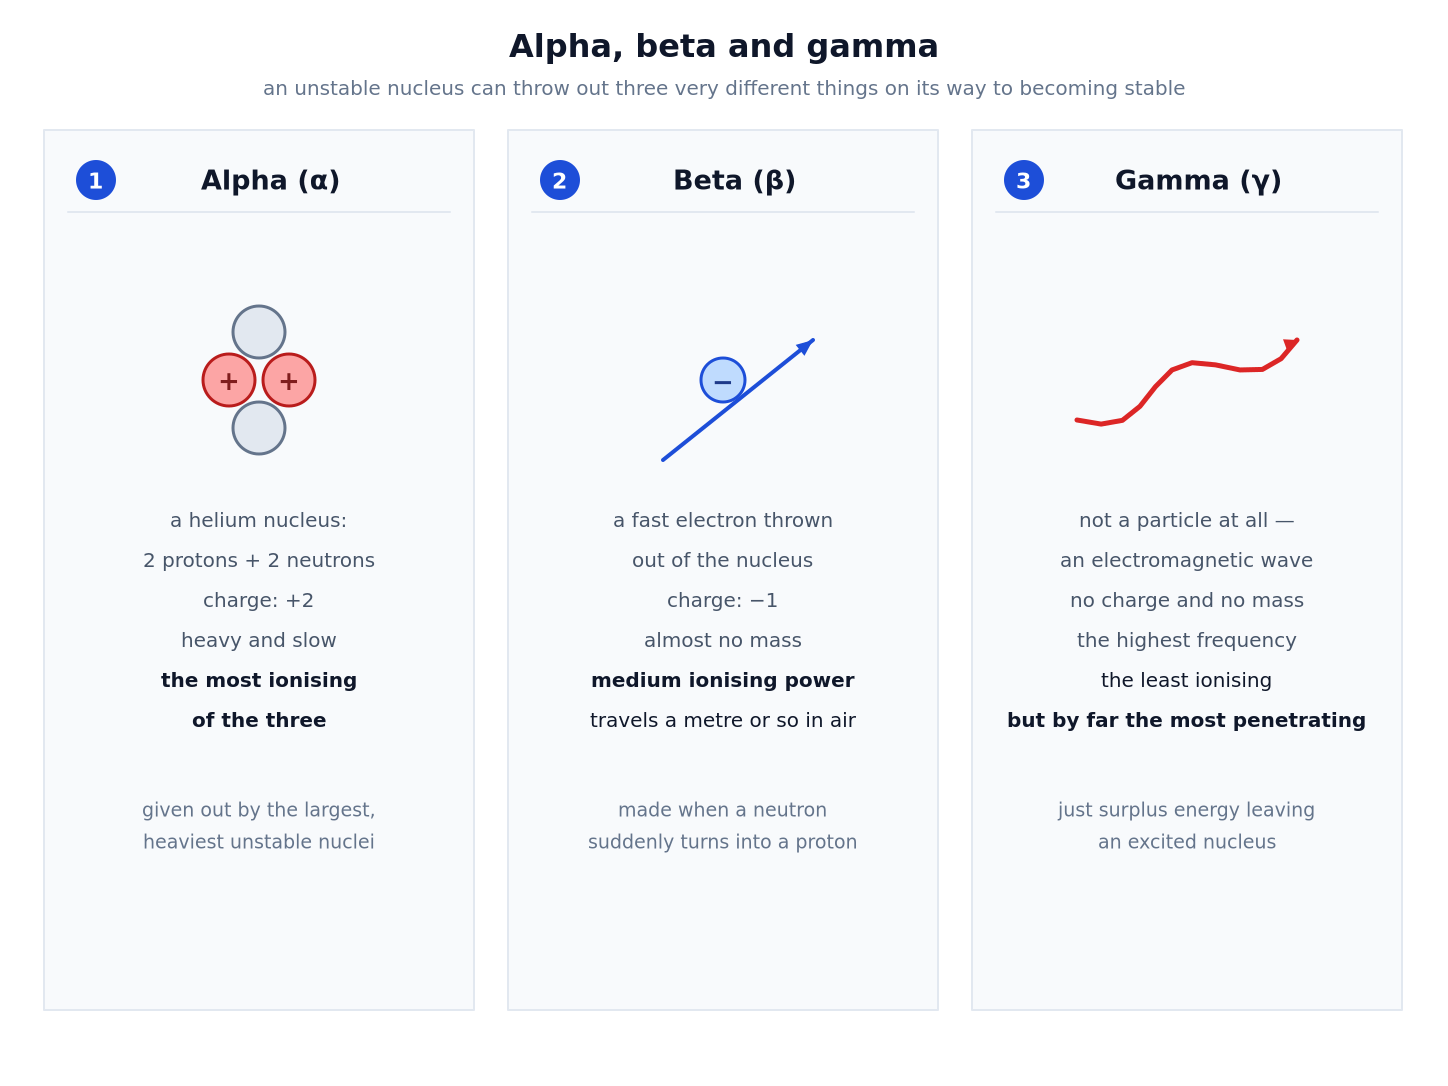 Alpha, beta and gamma
an unstable nucleus can throw out three very different things on its way to becoming stable
1
Alpha (α)
+ +
a helium nucleus:
2 protons + 2 neutrons
charge: +2
heavy and slow
the most ionising
of the three
given out by the largest,
heaviest unstable nuclei
2
Beta (β)
−
a fast electron thrown
out of the nucleus
charge: −1
almost no mass
medium ionising power
travels a metre or so in air
made when a neutron
suddenly turns into a proton
3
Gamma (γ)
not a particle at all —
an electromagnetic wave
no charge and no mass
the highest frequency
the least ionising
but by far the most penetrating
just surplus energy leaving
an excited nucleus